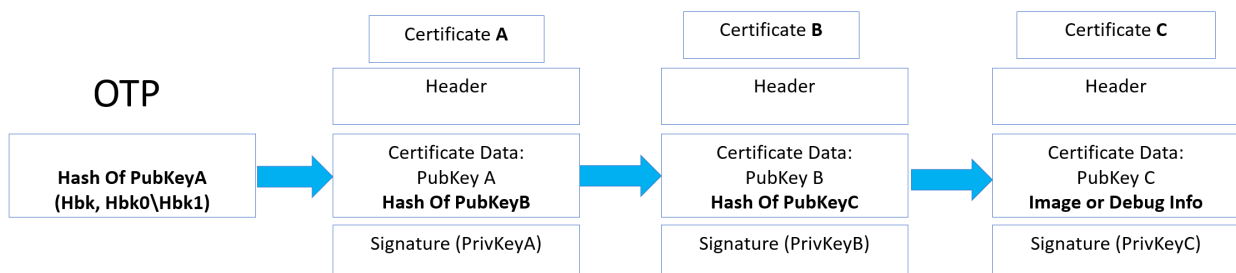 OTP
Hash Of PubKeyA
(Hbk, Hbk0\Hbk1)
Certificate A
Header
Certificate Data:
PubKey A
Hash Of PubKeyB
Signature (PrivKeyA)
Certificate B
Header
Certificate Data:
PubKey B
Hash Of PubKeyC
Signature (PrivKeyB)
Certificate C
Header
Certificate Data:
PubKey C
Image or Debug Info
Signature (PrivKeyC)